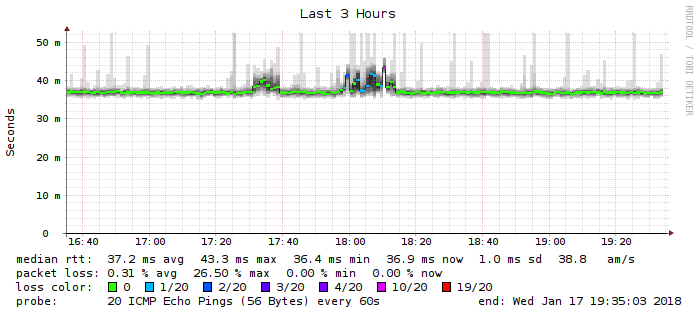 Last 3 Hours
RRDTOOL / TOBI OETIKER
Seconds
50 m
40 m
30 m
20 m
10 m
0
16:40 17:00 17:20 17:40 18:00 18:20 18:40 19:00 19:20
median rtt: 37.2 ms avg 43.3 ms max 36.4 ms min 36.9 ms now 1.0 ms sd 38.8 am/s
packet loss: 0.31 % avg 26.50 % max 0.00 % min 0.00 % now
loss color: 0 1/20 2/20 3/20 4/20 10/20 19/20
probe: 20 ICMP Echo Pings (56 Bytes) every 60s end: Wed Jan 17 19:35:03 2018